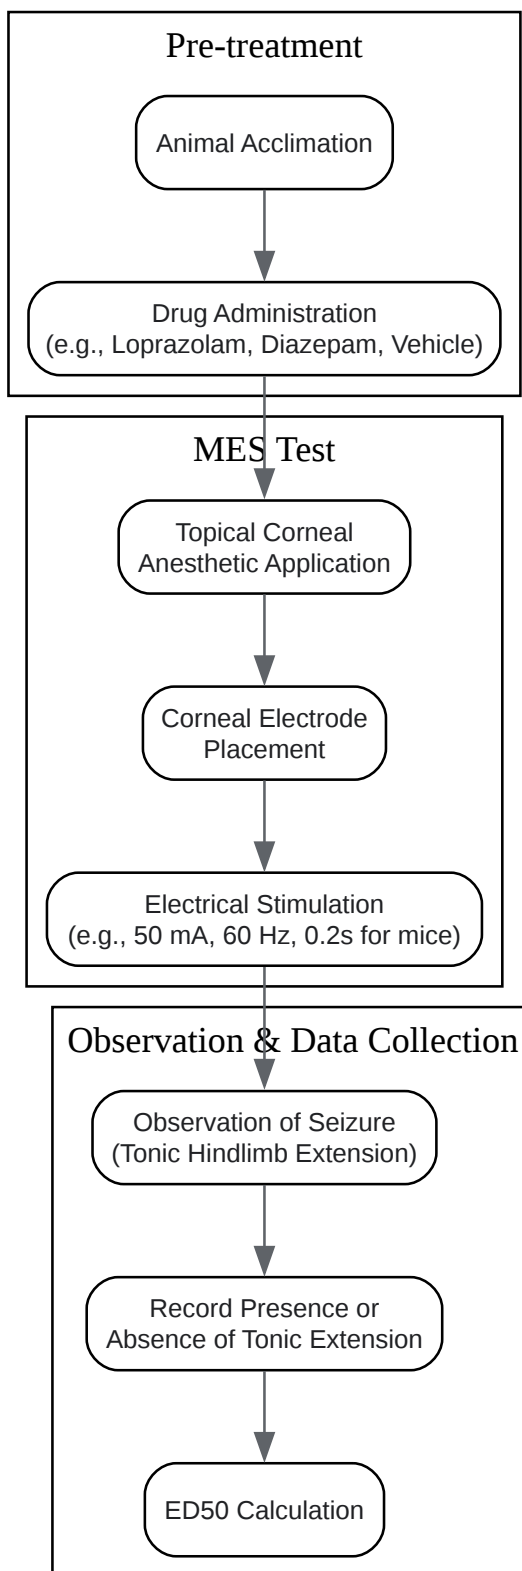 Pre-treatment
Animal Acclimation
Drug Administration
(e.g., Loprazolam, Diazepam, Vehicle)
MES Test
Topical Corneal
Anesthetic Application
Corneal Electrode
Placement
Electrical Stimulation
(e.g., 50 mA, 60 Hz, 0.2s for mice)
Observation & Data Collection
Observation of Seizure
(Tonic Hindlimb Extension)
Record Presence or
Absence of Tonic Extension
ED50 Calculation